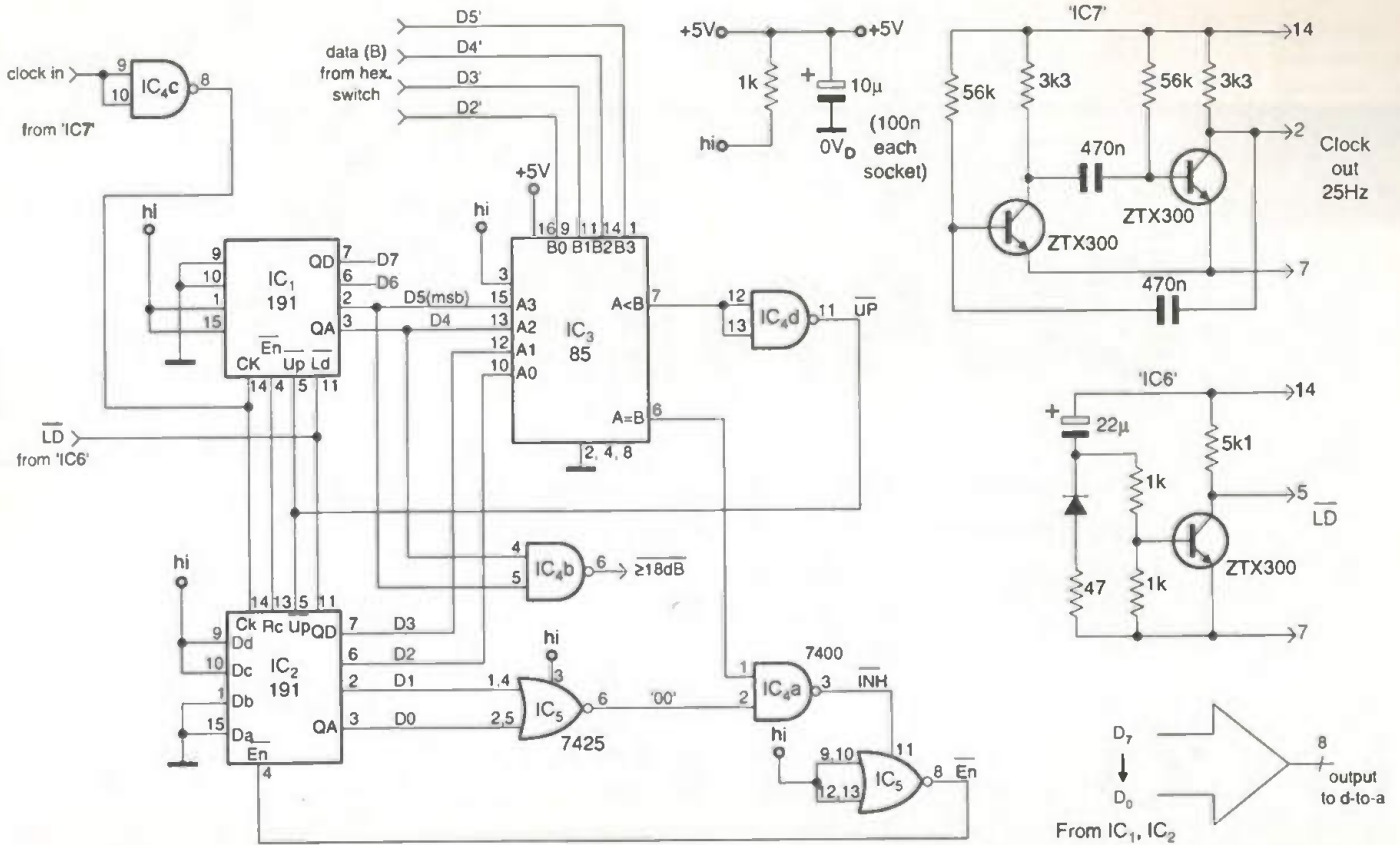 clock in
9
10
IC4c
8
from 'IC7'
D5'
D4'
D3'
D2'
data (B)
from hex.
switch
+5V
hi
16 9 11 14 1
B0 B1 B2 B3
3
15 A3
13 A2
12 A1
10 A0
IC3
85
A<B 7
A=B 6
2, 4, 8
hi
9
10
1
15
IC1
191
QD 7 D7
6 D6
2 D5(msb)
QA 3 D4
CK En Up Ld
14 4 5 11
LD
from 'IC6'
12
13
IC4d
11 UP
4
5
IC4b
6 ≥18dB
hi
14 13 5 11
Ck Rc Up QD
9 Dd
10 Dc
1 Db
15 Da
IC2
191
7 D3
6 D2
2 D1
QA 3 D0
En
4
hi
3
1,4
2,5
IC5
7425
6 '00'
1
2
IC4a
7400
3 INH
hi
9,10
12,13
11
IC5
8 En
+5V +5V
1k
hi
+
10µ
0VD
(100n
each
socket)
'IC7'
14
56k
3k3
56k
3k3
470n
2
Clock
out
25Hz
ZTX300
ZTX300
7
470n
'IC6'
14
+
22µ
5k1
1k
5
LD
ZTX300
47
1k
7
D7
D0
From IC1, IC2
8
output
to d-to-a